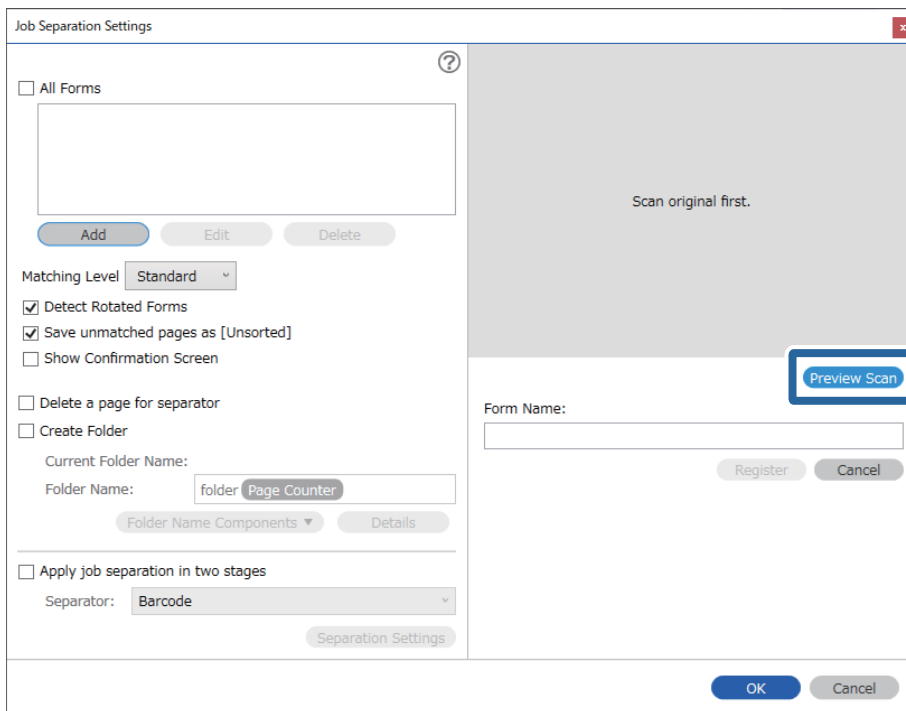 Job Separation Settings
x
?
All Forms
Add Edit Delete
Matching Level Standard
Detect Rotated Forms
Save unmatched pages as [Unsorted]
Show Confirmation Screen
Delete a page for separator
Create Folder
Current Folder Name:
Folder Name: folder Page Counter
Folder Name Components ▼ Details
Apply job separation in two stages
Separator: Barcode
Separation Settings
Scan original first.
Preview Scan
Form Name:
Register Cancel
OK Cancel